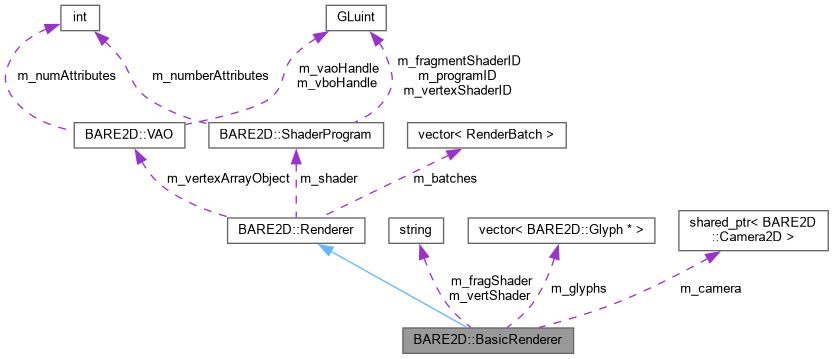 int
GLuint
m_numAttributes
m_numberAttributes
m_vaoHandle
m_vboHandle
m_fragmentShaderID
m_programID
m_vertexShaderID
BARE2D::VAO
BARE2D::ShaderProgram
vector< RenderBatch >
m_vertexArrayObject
m_shader
m_batches
BARE2D::Renderer
string
vector< BARE2D::Glyph * >
shared_ptr< BARE2D
::Camera2D >
m_fragShader
m_vertShader
m_glyphs
m_camera
BARE2D::BasicRenderer